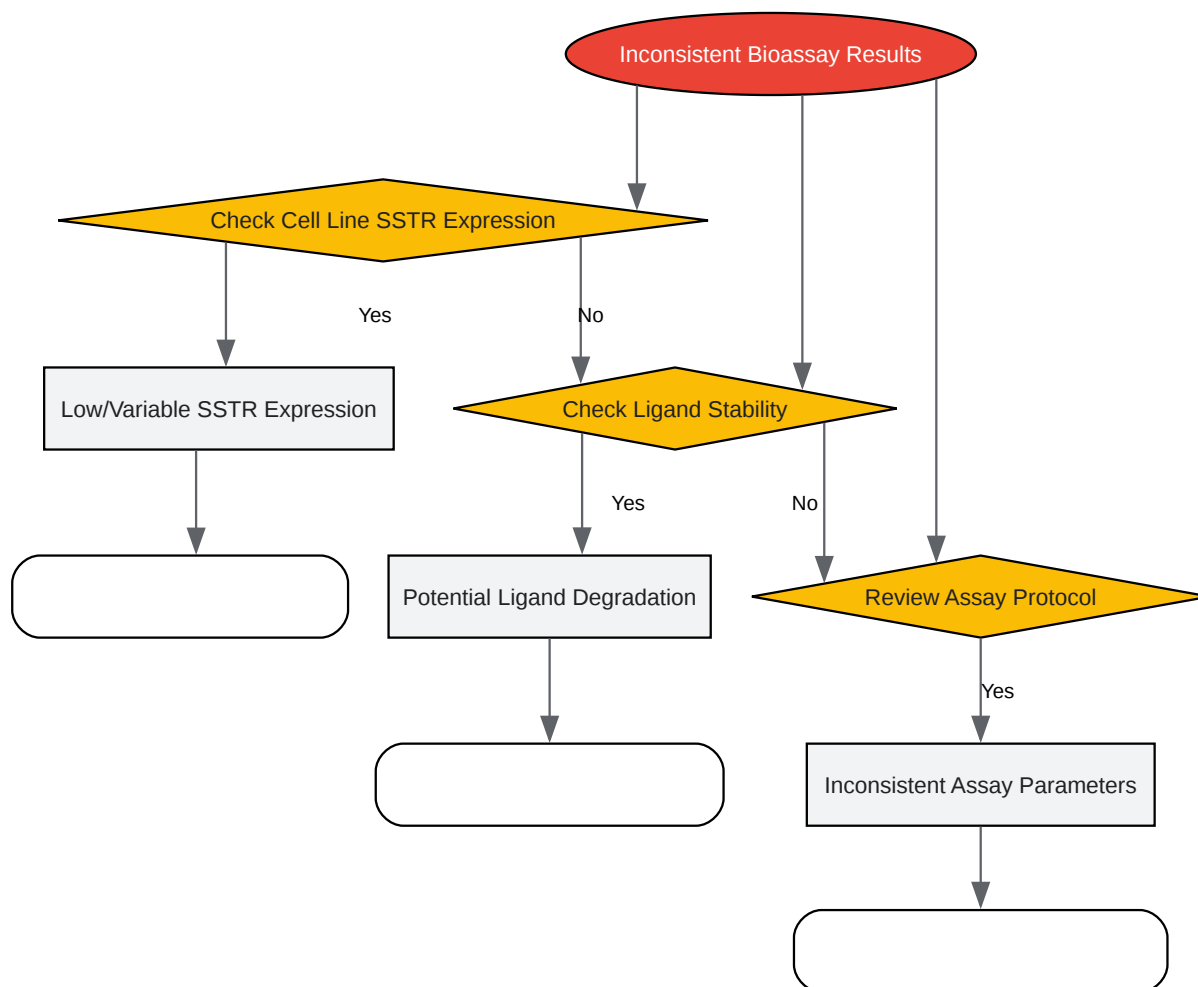 Inconsistent Bioassay Results
Check Cell Line SSTR Expression
Yes
No
Low/Variable SSTR Expression
Check Ligand Stability
Yes
No
Potential Ligand Degradation
Review Assay Protocol
Yes
Inconsistent Assay Parameters